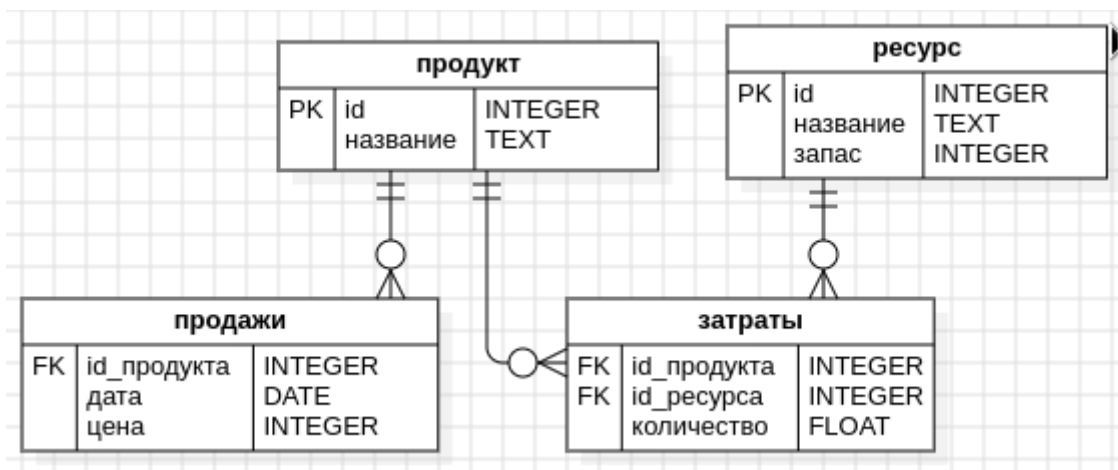 продукт
PK id INTEGER
название TEXT
ресурс
PK id INTEGER
название TEXT
запас INTEGER
продажи
FK id_продукта INTEGER
дата DATE
цена INTEGER
затраты
FK id_продукта INTEGER
FK id_ресурса INTEGER
количество FLOAT